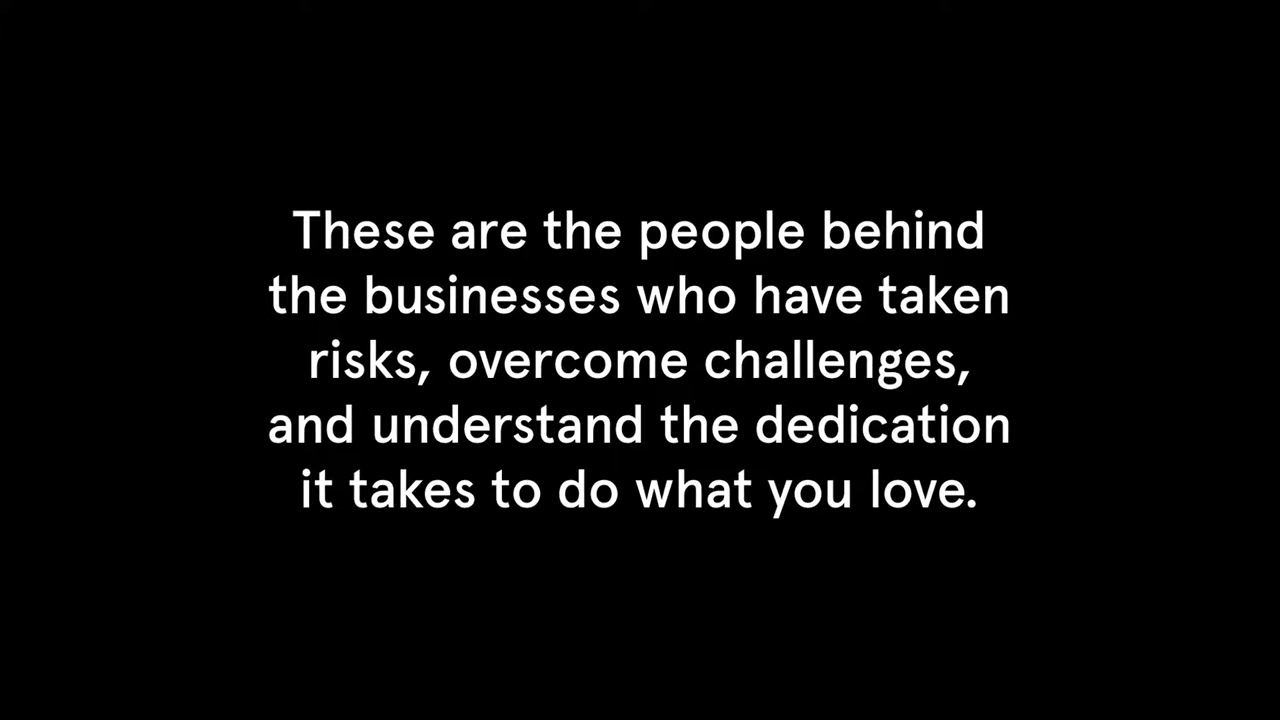 These are the people behind
the businesses who have taken
risks, overcome challenges,
and understand the dedication
it takes to do what you love.